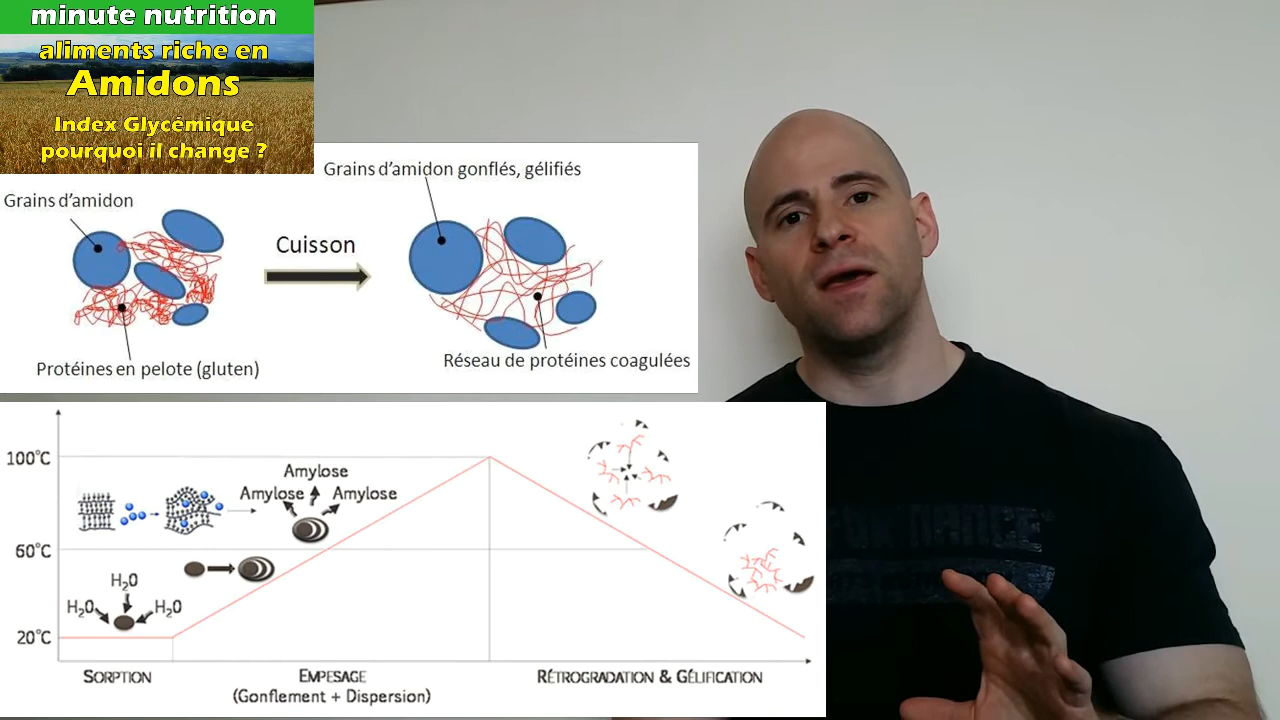 minute nutrition
aliments riche en
Amidons
Index Glycémique
pourquoi il change ?
Grains d'amidon gonflés, gélifiés
Grains d'amidon
Cuisson
Protéines en pelote (gluten)
Réseau de protéines coagulées
100°C
Amylose
Amylose
Amylose
60°C
H2O
H2O
H2O
20°C
SORPTION
EMPESAGE
(Gonflement + Dispersion)
RÉTROGRADATION & GÉLIFICATION